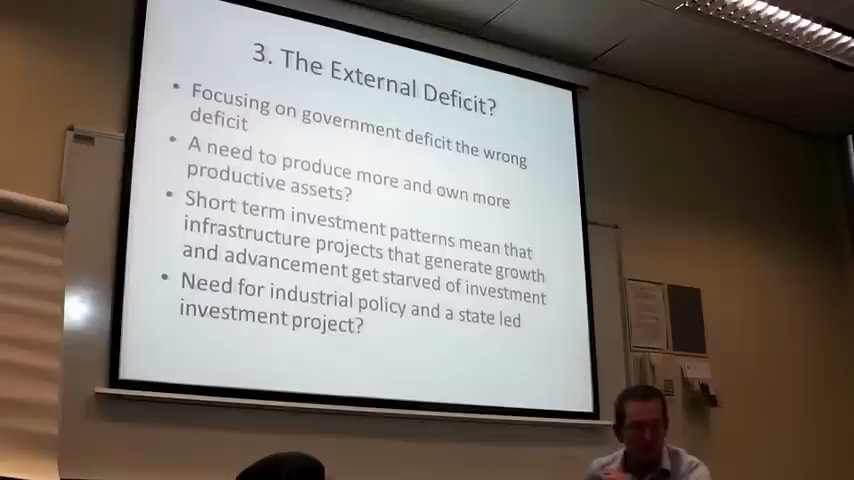 3. The External Deficit?
• Focusing on government deficit the wrong
deficit
• A need to produce more and own more
productive assets?
• Short term investment patterns mean that
infrastructure projects that generate growth
and advancement get starved of investment
• Need for industrial policy and a state led
investment project?